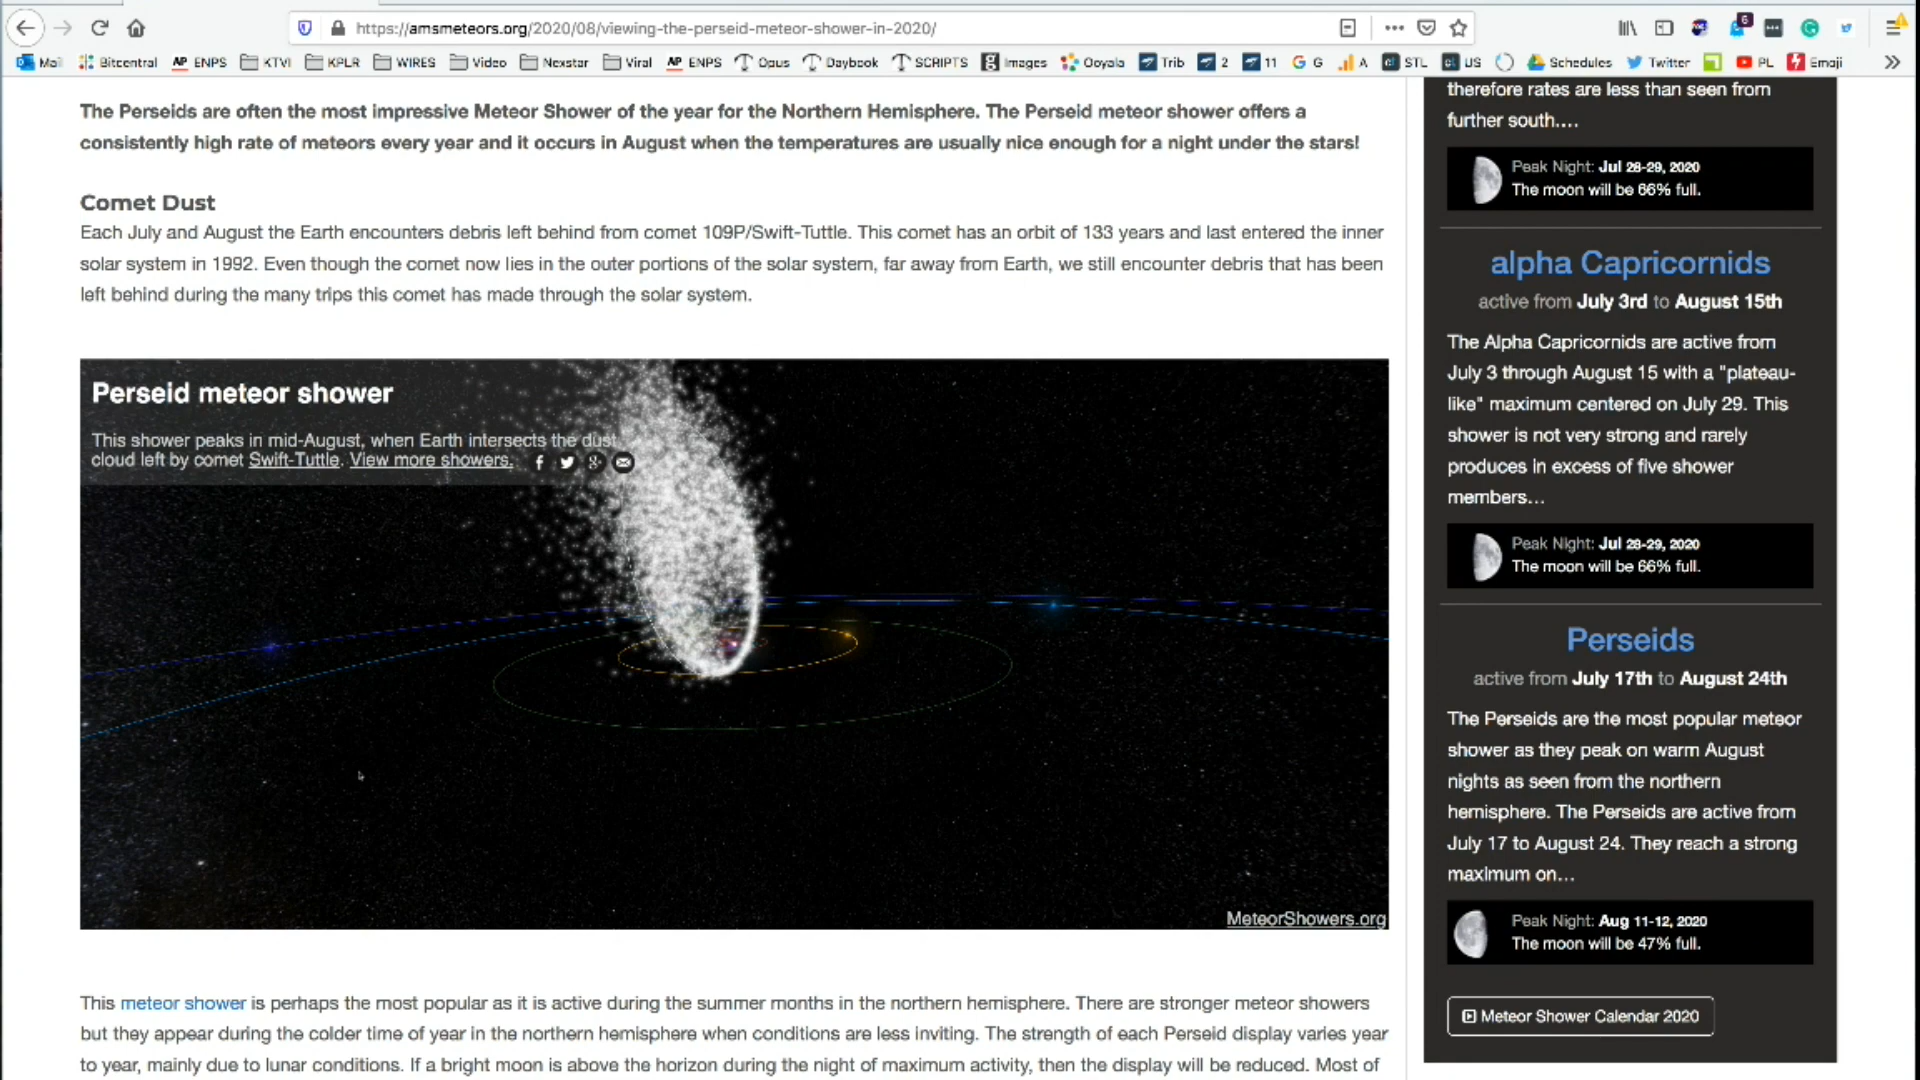 https://amsmeteors.org/2020/08/viewing-the-perseid-meteor-shower-in-2020/
6
Mail Bitcentral AP ENPS KTVI KPLR WIRES Video Nexstar Viral AP ENPS Opus Daybook SCRIPTS Images Ooyala Trib 2 11 G A STL US Schedules Twitter PL Emoji
The Perseids are often the most impressive Meteor Shower of the year for the Northern Hemisphere. The Perseid meteor shower offers a
consistently high rate of meteors every year and it occurs in August when the temperatures are usually nice enough for a night under the stars!
Comet Dust
Each July and August the Earth encounters debris left behind from comet 109P/Swift-Tuttle. This comet has an orbit of 133 years and last entered the inner
solar system in 1992. Even though the comet now lies in the outer portions of the solar system, far away from Earth, we still encounter debris that has been
left behind during the many trips this comet has made through the solar system.
Perseid meteor shower
This shower peaks in mid-August, when Earth intersects the dust
cloud left by comet Swift-Tuttle. View more showers.
MeteorShowers.org
This meteor shower is perhaps the most popular as it is active during the summer months in the northern hemisphere. There are stronger meteor showers
but they appear during the colder time of year in the northern hemisphere when conditions are less inviting. The strength of each Perseid display varies year
to year, mainly due to lunar conditions. If a bright moon is above the horizon during the night of maximum activity, then the display will be reduced. Most of
therefore rates are less than seen from
further south....
Peak Night: Jul 28-29, 2020
The moon will be 66% full.
alpha Capricornids
active from July 3rd to August 15th
The Alpha Capricornids are active from
July 3 through August 15 with a "plateau-
like" maximum centered on July 29. This
shower is not very strong and rarely
produces in excess of five shower
members...
Peak Night: Jul 28-29, 2020
The moon will be 66% full.
Perseids
active from July 17th to August 24th
The Perseids are the most popular meteor
shower as they peak on warm August
nights as seen from the northern
hemisphere. The Perseids are active from
July 17 to August 24. They reach a strong
maximum on...
Peak Night: Aug 11-12, 2020
The moon will be 47% full.
Meteor Shower Calendar 2020